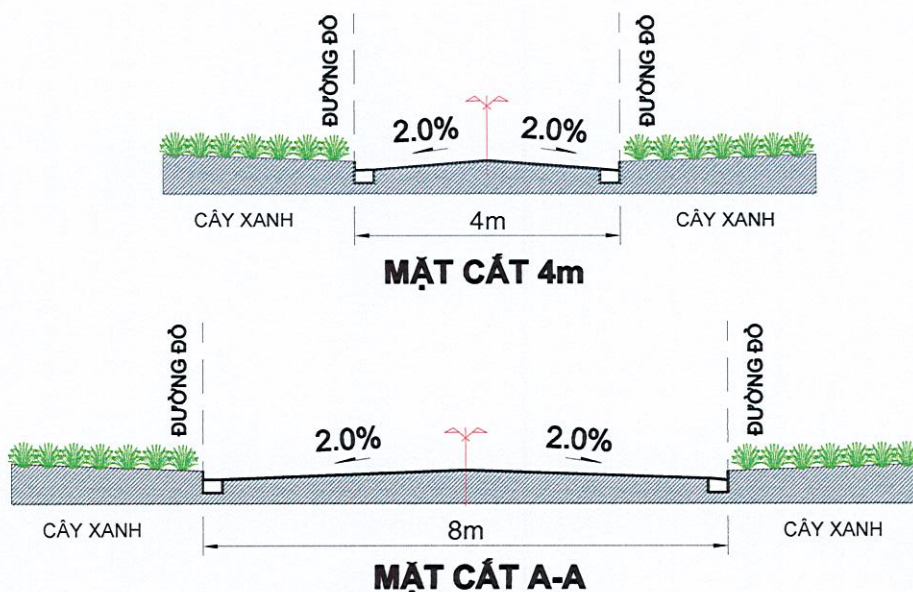 ĐƯỜNG ĐỎ
ĐƯỜNG ĐỎ
2.0%
2.0%
CÂY XANH
CÂY XANH
4m
MẶT CẮT 4m
ĐƯỜNG ĐỎ
ĐƯỜNG ĐỎ
2.0%
2.0%
CÂY XANH
CÂY XANH
8m
MẶT CẮT A-A